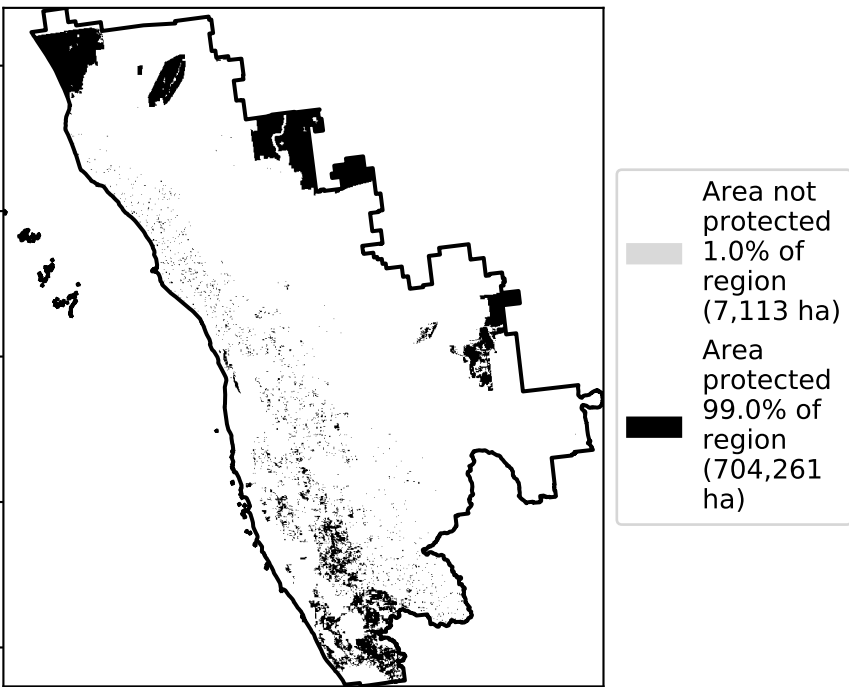 Area not
protected
1.0% of
region
(7,113 ha)
Area
protected
99.0% of
region
(704,261
ha)